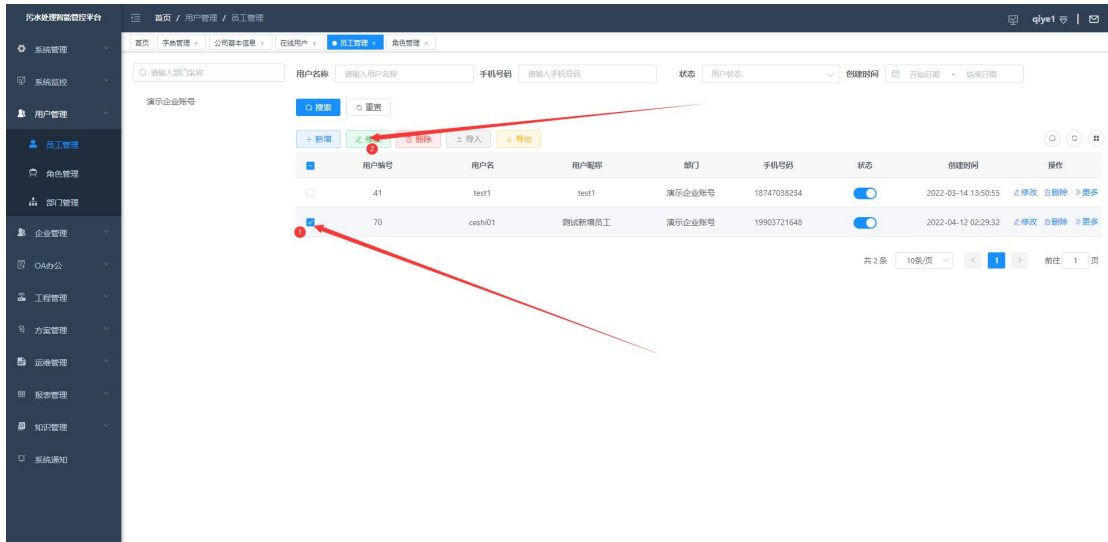 污水处理智能管控平台
首页 / 用户管理 / 员工管理
qiye1
首页 字典管理 × 公司基本信息 × 在线用户 × 员工管理 × 角色管理 ×
系统管理
系统监控
用户管理
员工管理
角色管理
部门管理
企业管理
OA办公
工程管理
方案管理
运维管理
报表管理
知识管理
系统通知
请输入部门名称
演示企业账号
用户名称 请输入用户名称 手机号码 请输入手机号码 状态 用户状态 创建时间 开始日期 - 结束日期
搜索 重置
+ 新增 修改 删除 导入 导出
2
用户编号 用户名 用户昵称 部门 手机号码 状态 创建时间 操作
41 test1 test1 演示企业账号 18747038234 2022-03-14 13:50:55 修改 删除 更多
70 ceshi01 测试新增员工 演示企业账号 19903721648 2022-04-12 02:29:32 修改 删除 更多
1
共 2 条 10条/页 < 1 > 前往 1 页